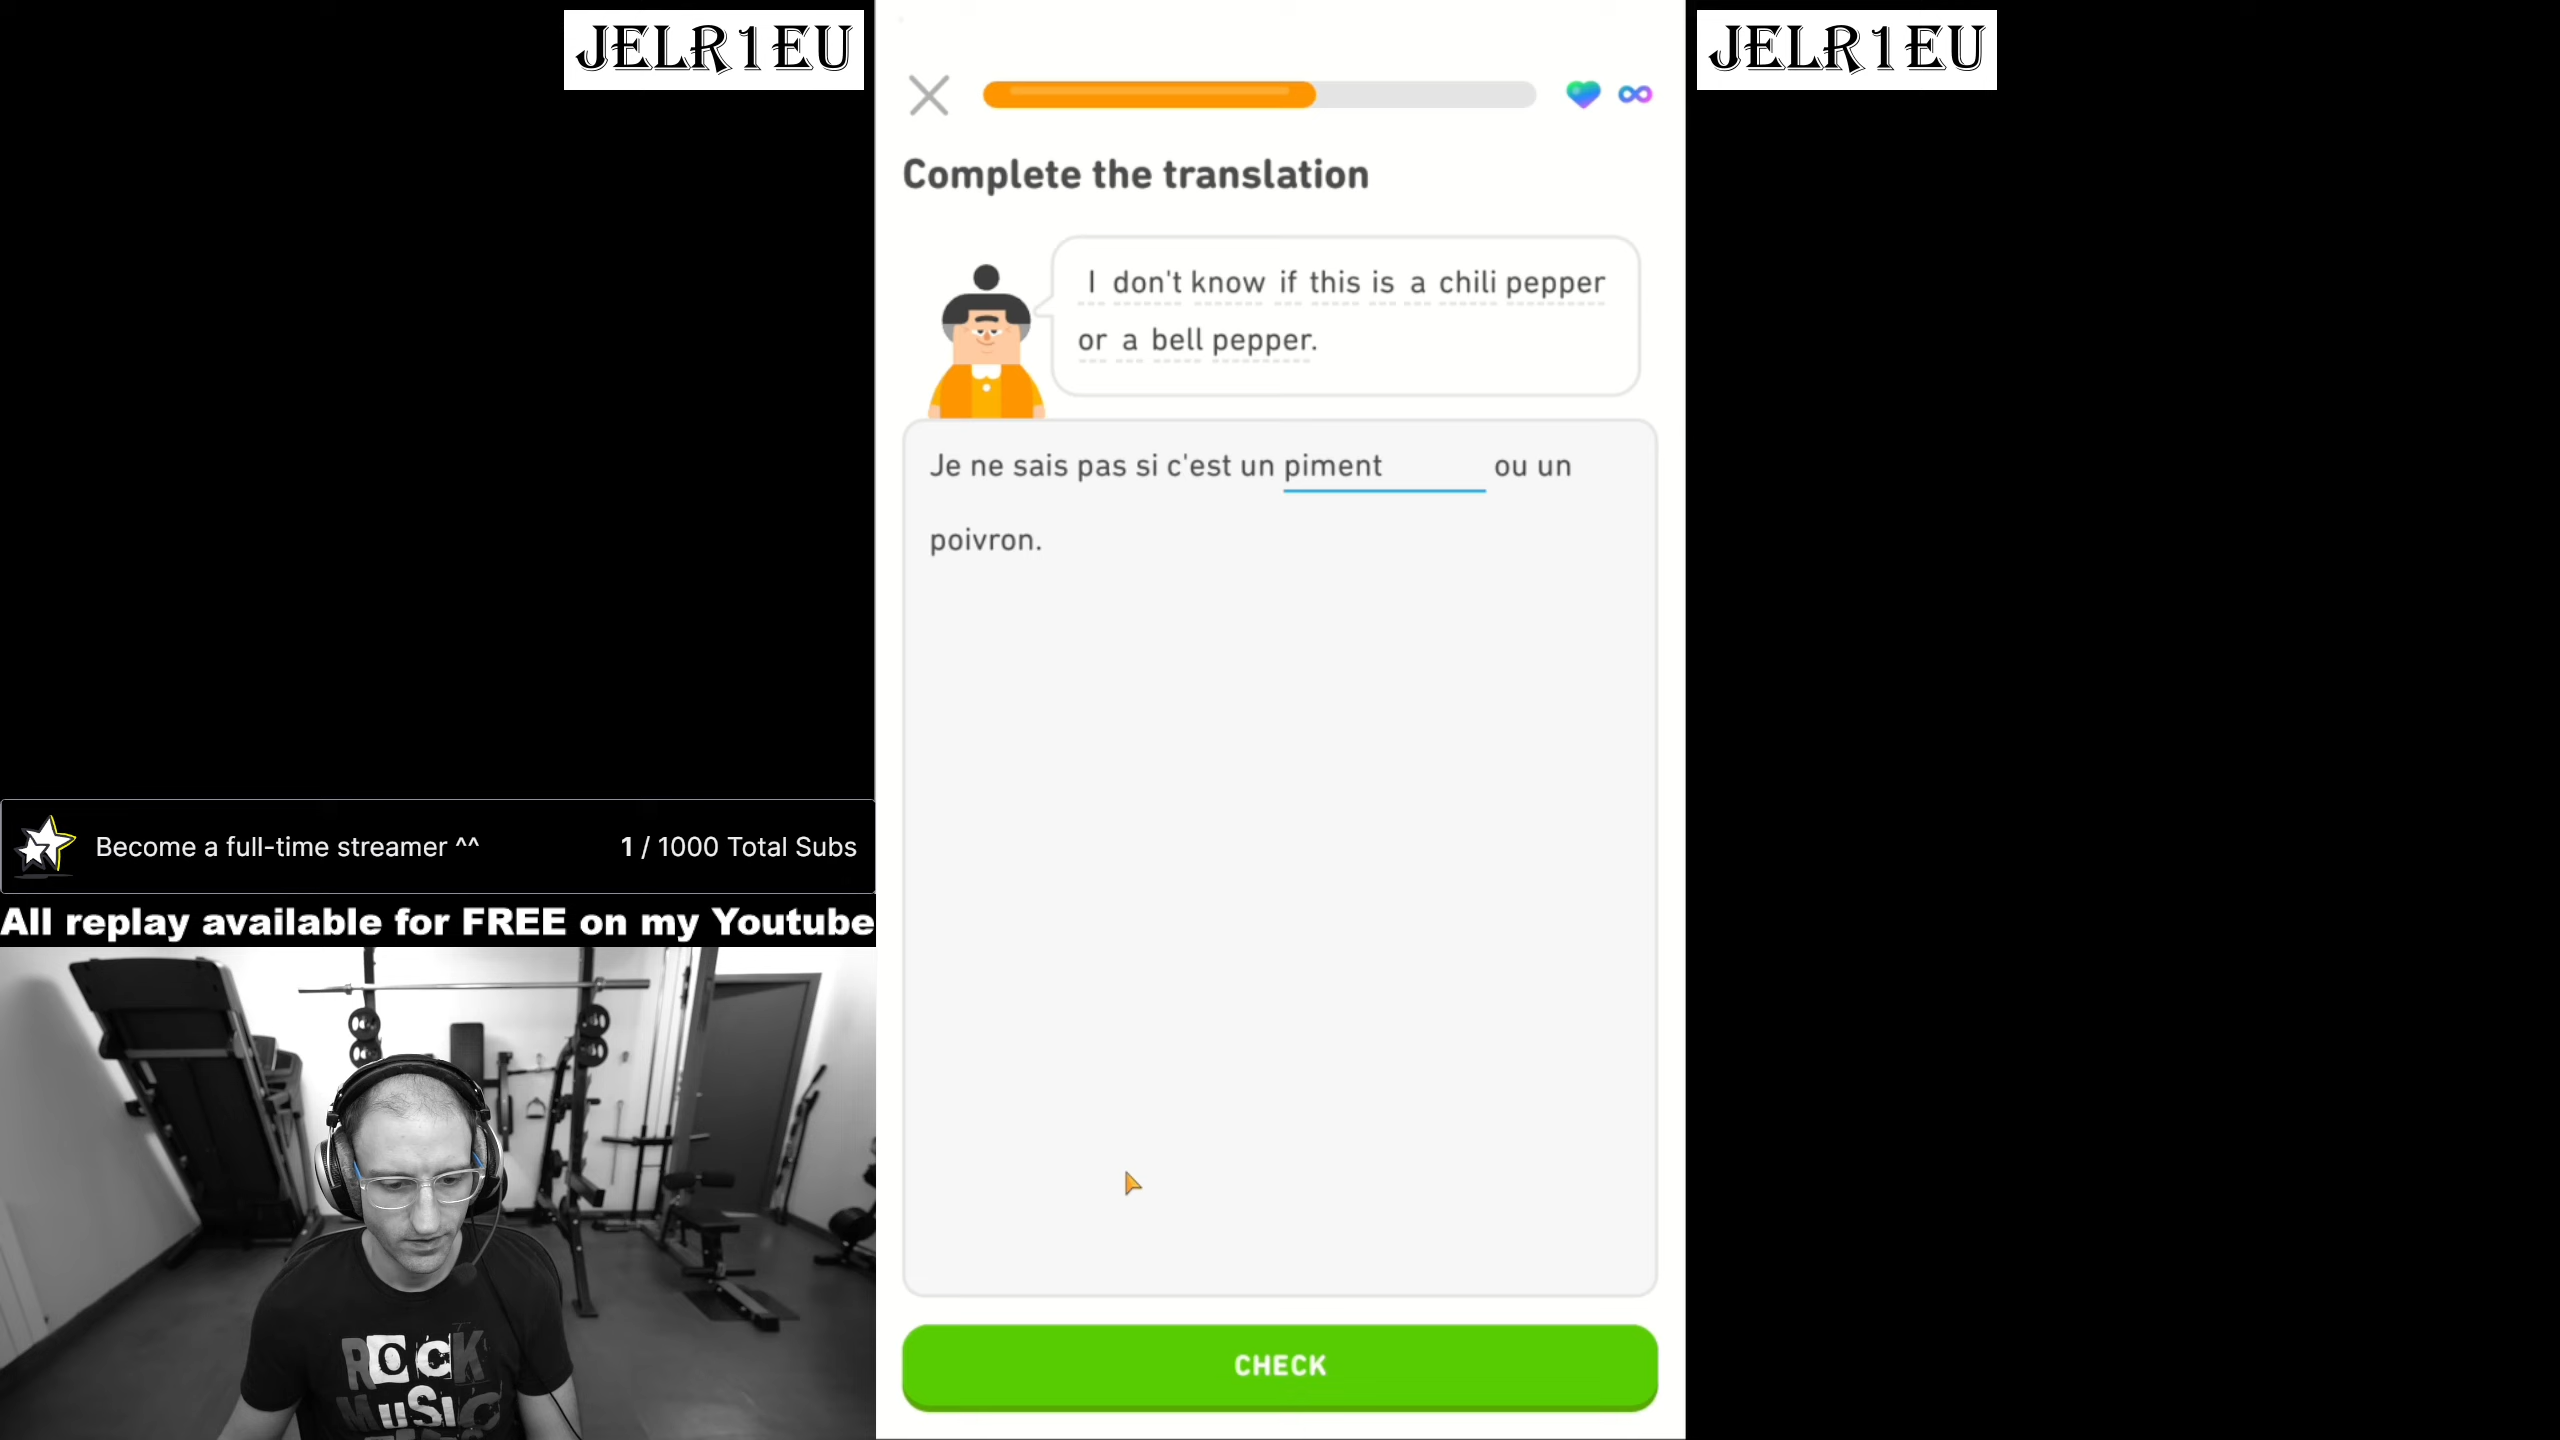 JELR1EU
JELR1EU
Complete the translation
I don't know if this is a chili pepper
or a bell pepper.
Je ne sais pas si c'est un piment ou un
poivron.
CHECK
Become a full-time streamer ^^ 1 / 1000 Total Subs
All replay available for FREE on my Youtube
ROCK
MUSIC